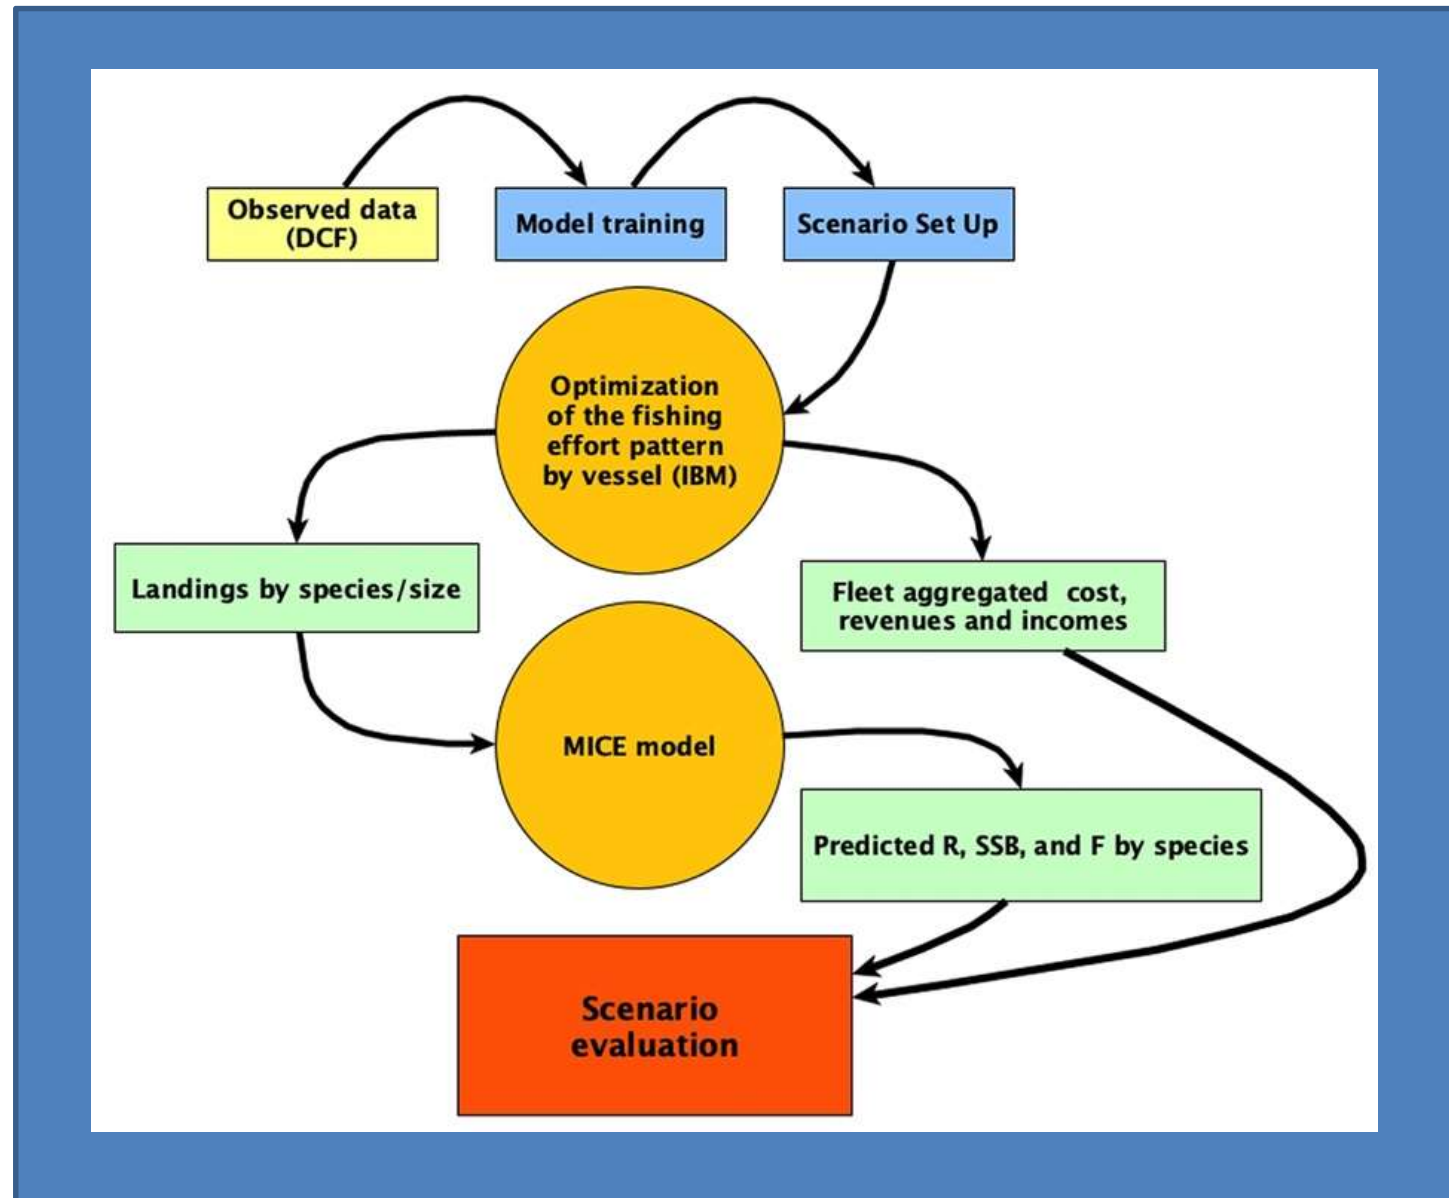 Observed data
(DCF)
Model training
Scenario Set Up
Optimization
of the fishing
effort pattern
by vessel (IBM)
Landings by species/size
Fleet aggregated cost,
revenues and incomes
MICE model
Predicted R, SSB, and F by species
Scenario
evaluation